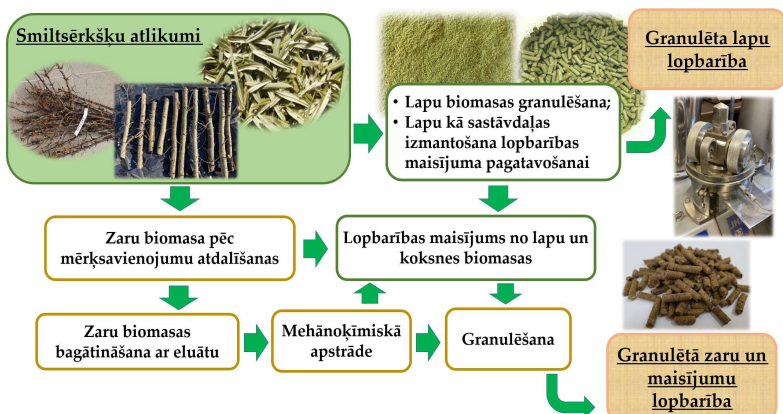 Smiltsērkšķu atlikumi
• Lapu biomasas granulēšana;
• Lapu kā sastāvdaļas
izmantošana lopbarības
maisījuma pagatavošanai
Granulēta lapu
lopbarība
Zaru biomasa pēc
mērķsavienojumu atdalīšanas
Lopbarības maisījums no lapu un
koksnes biomasas
Zaru biomasas
bagātināšana ar eluātu
Mehānoķīmiskā
apstrāde
Granulēšana
Granulētā zaru un
maisījumu
lopbarība